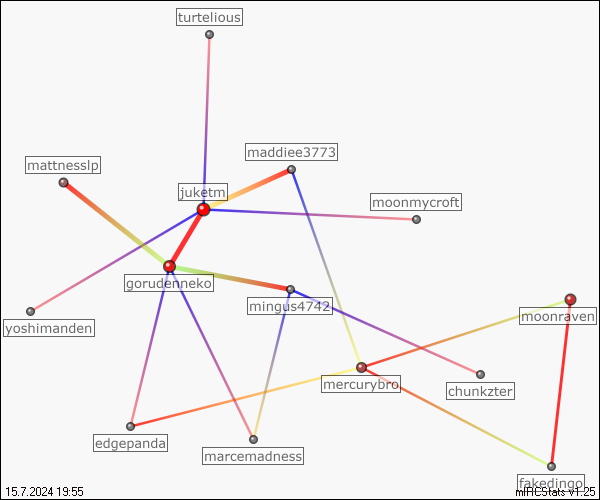 turtelious
maddiee3773
mattnesslp
juketm
moonmycroft
gorudenneko
mingus4742
moonraven
yoshimanden
mercurybro
chunkzter
edgepanda
marcemadness
fakedingo
15.7.2024 19:55
mIRCStats v1.25